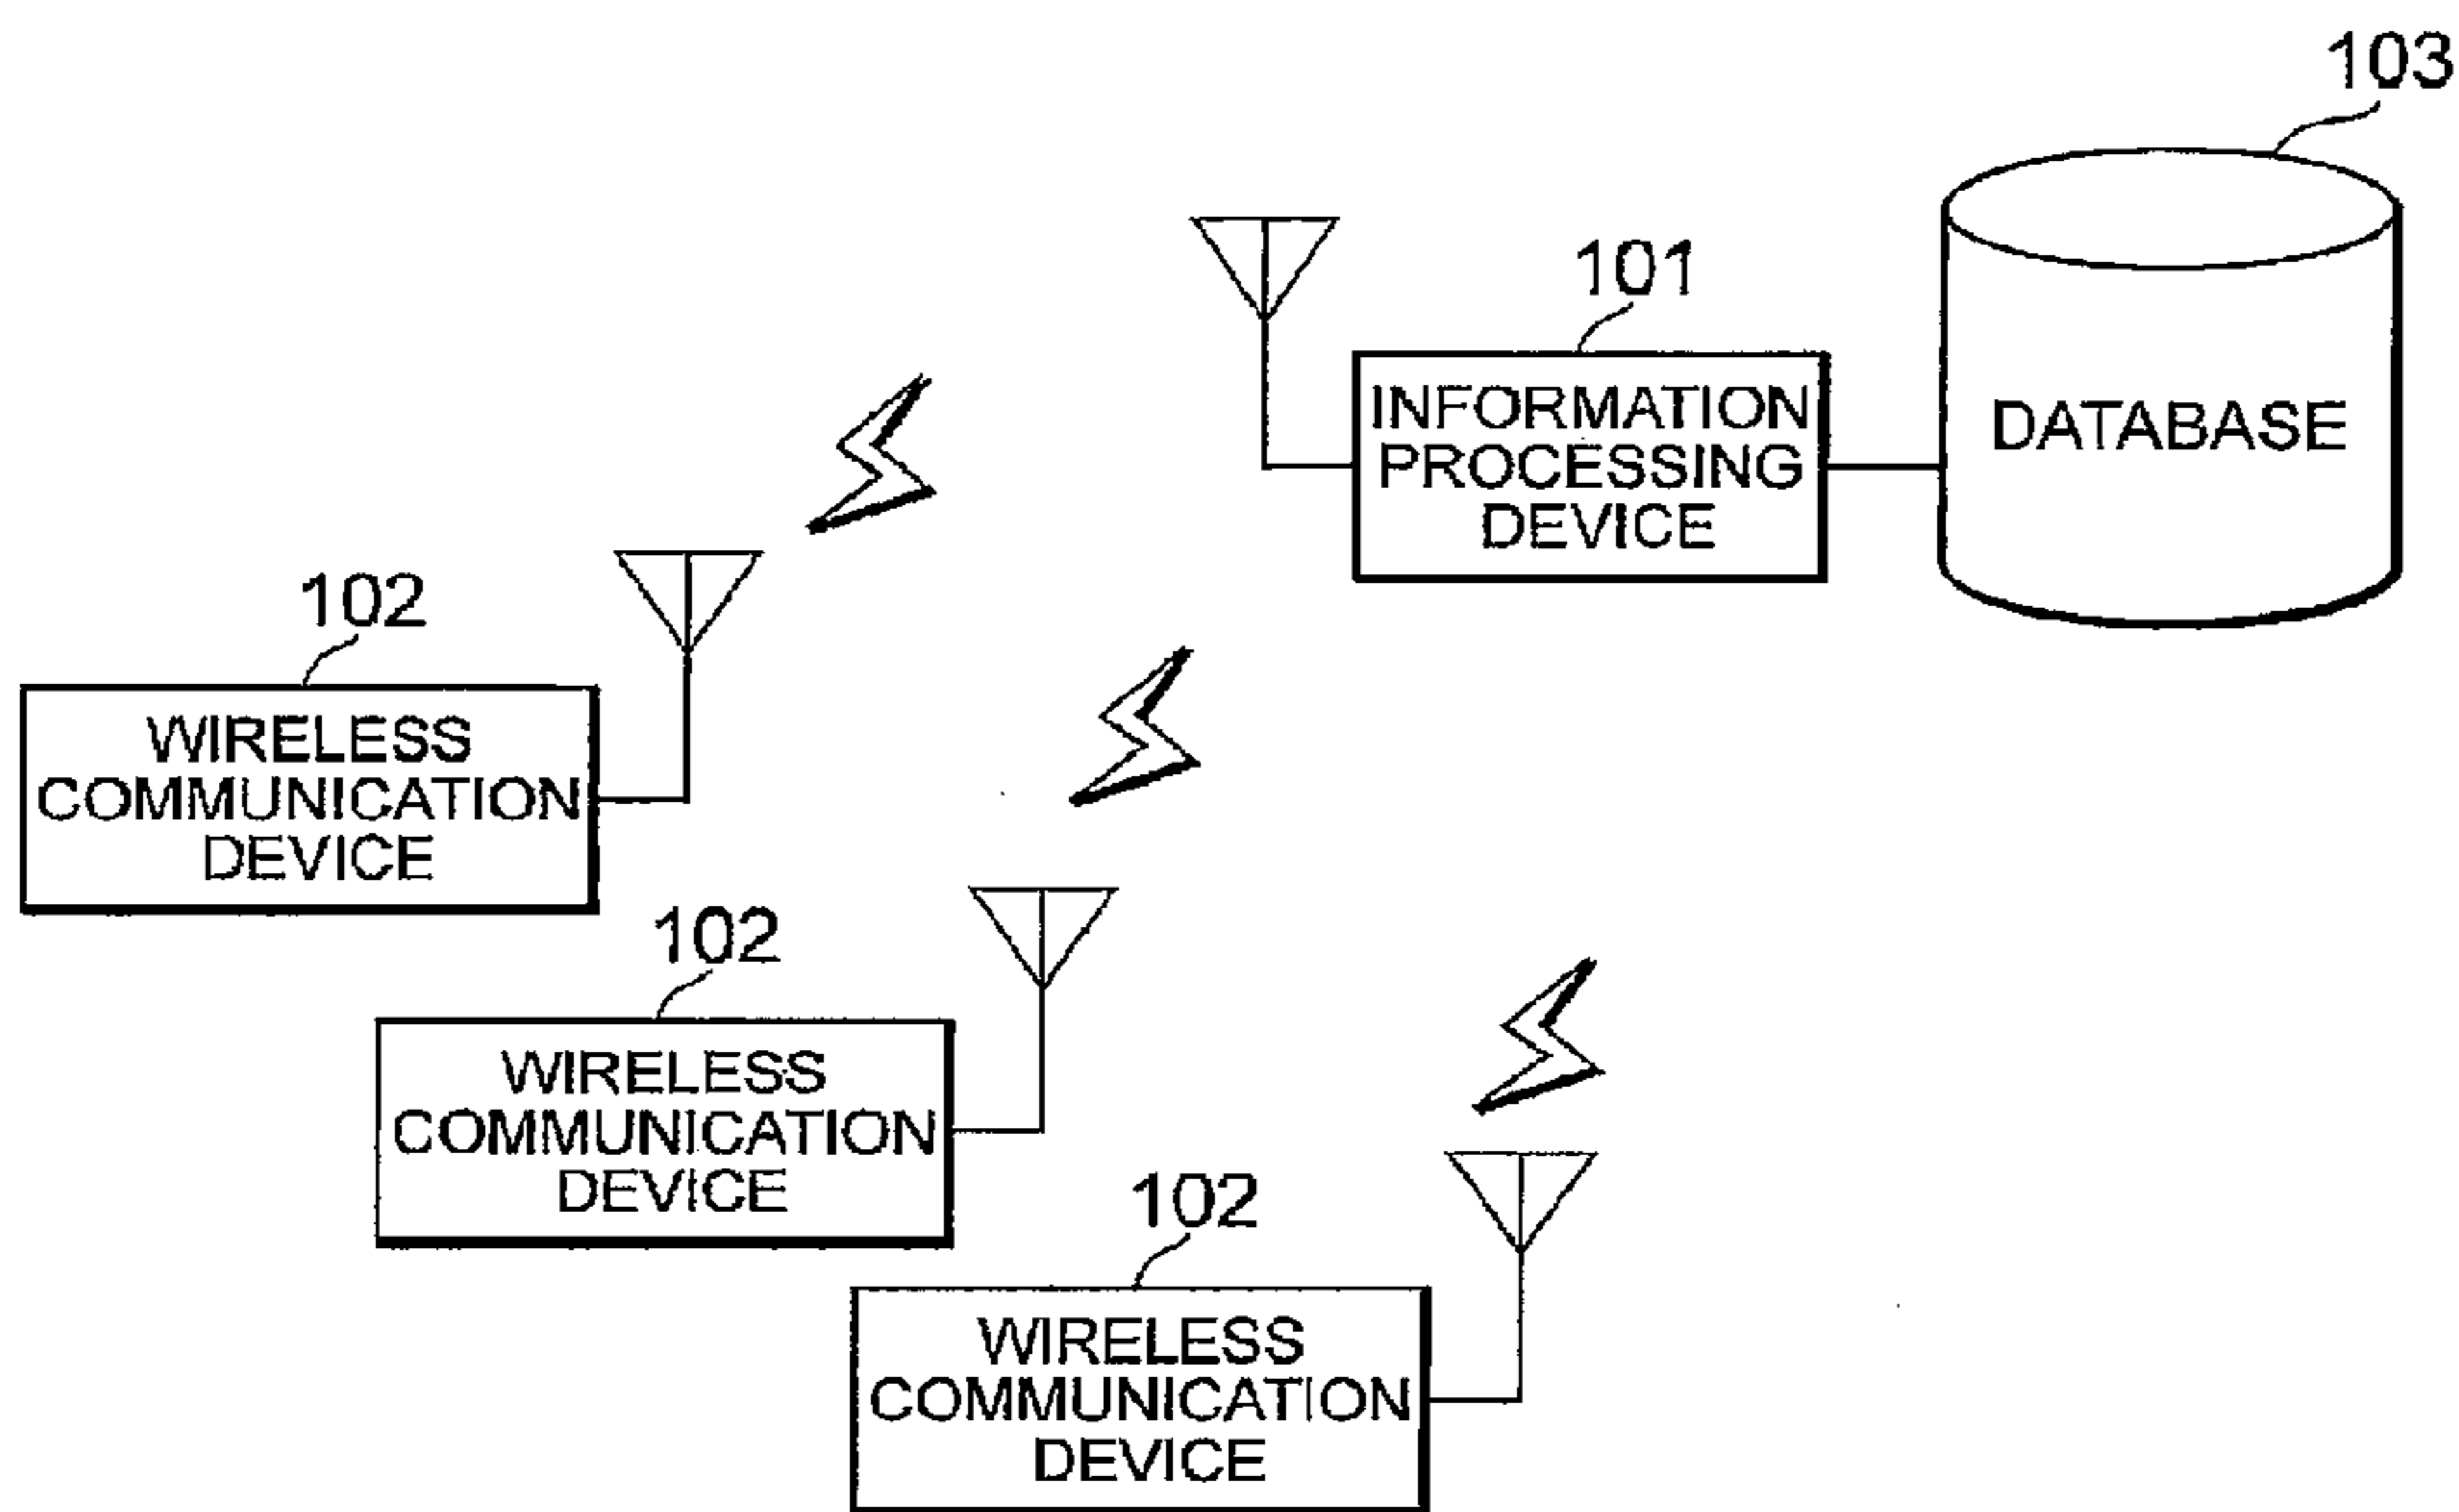 103
101
INFORMATION
PROCESSING
DEVICE
DATABASE
102
WIRELESS
COMMUNICATION
DEVICE
102
WIRELESS
COMMUNICATION
DEVICE
102
WIRELESS
COMMUNICATION
DEVICE